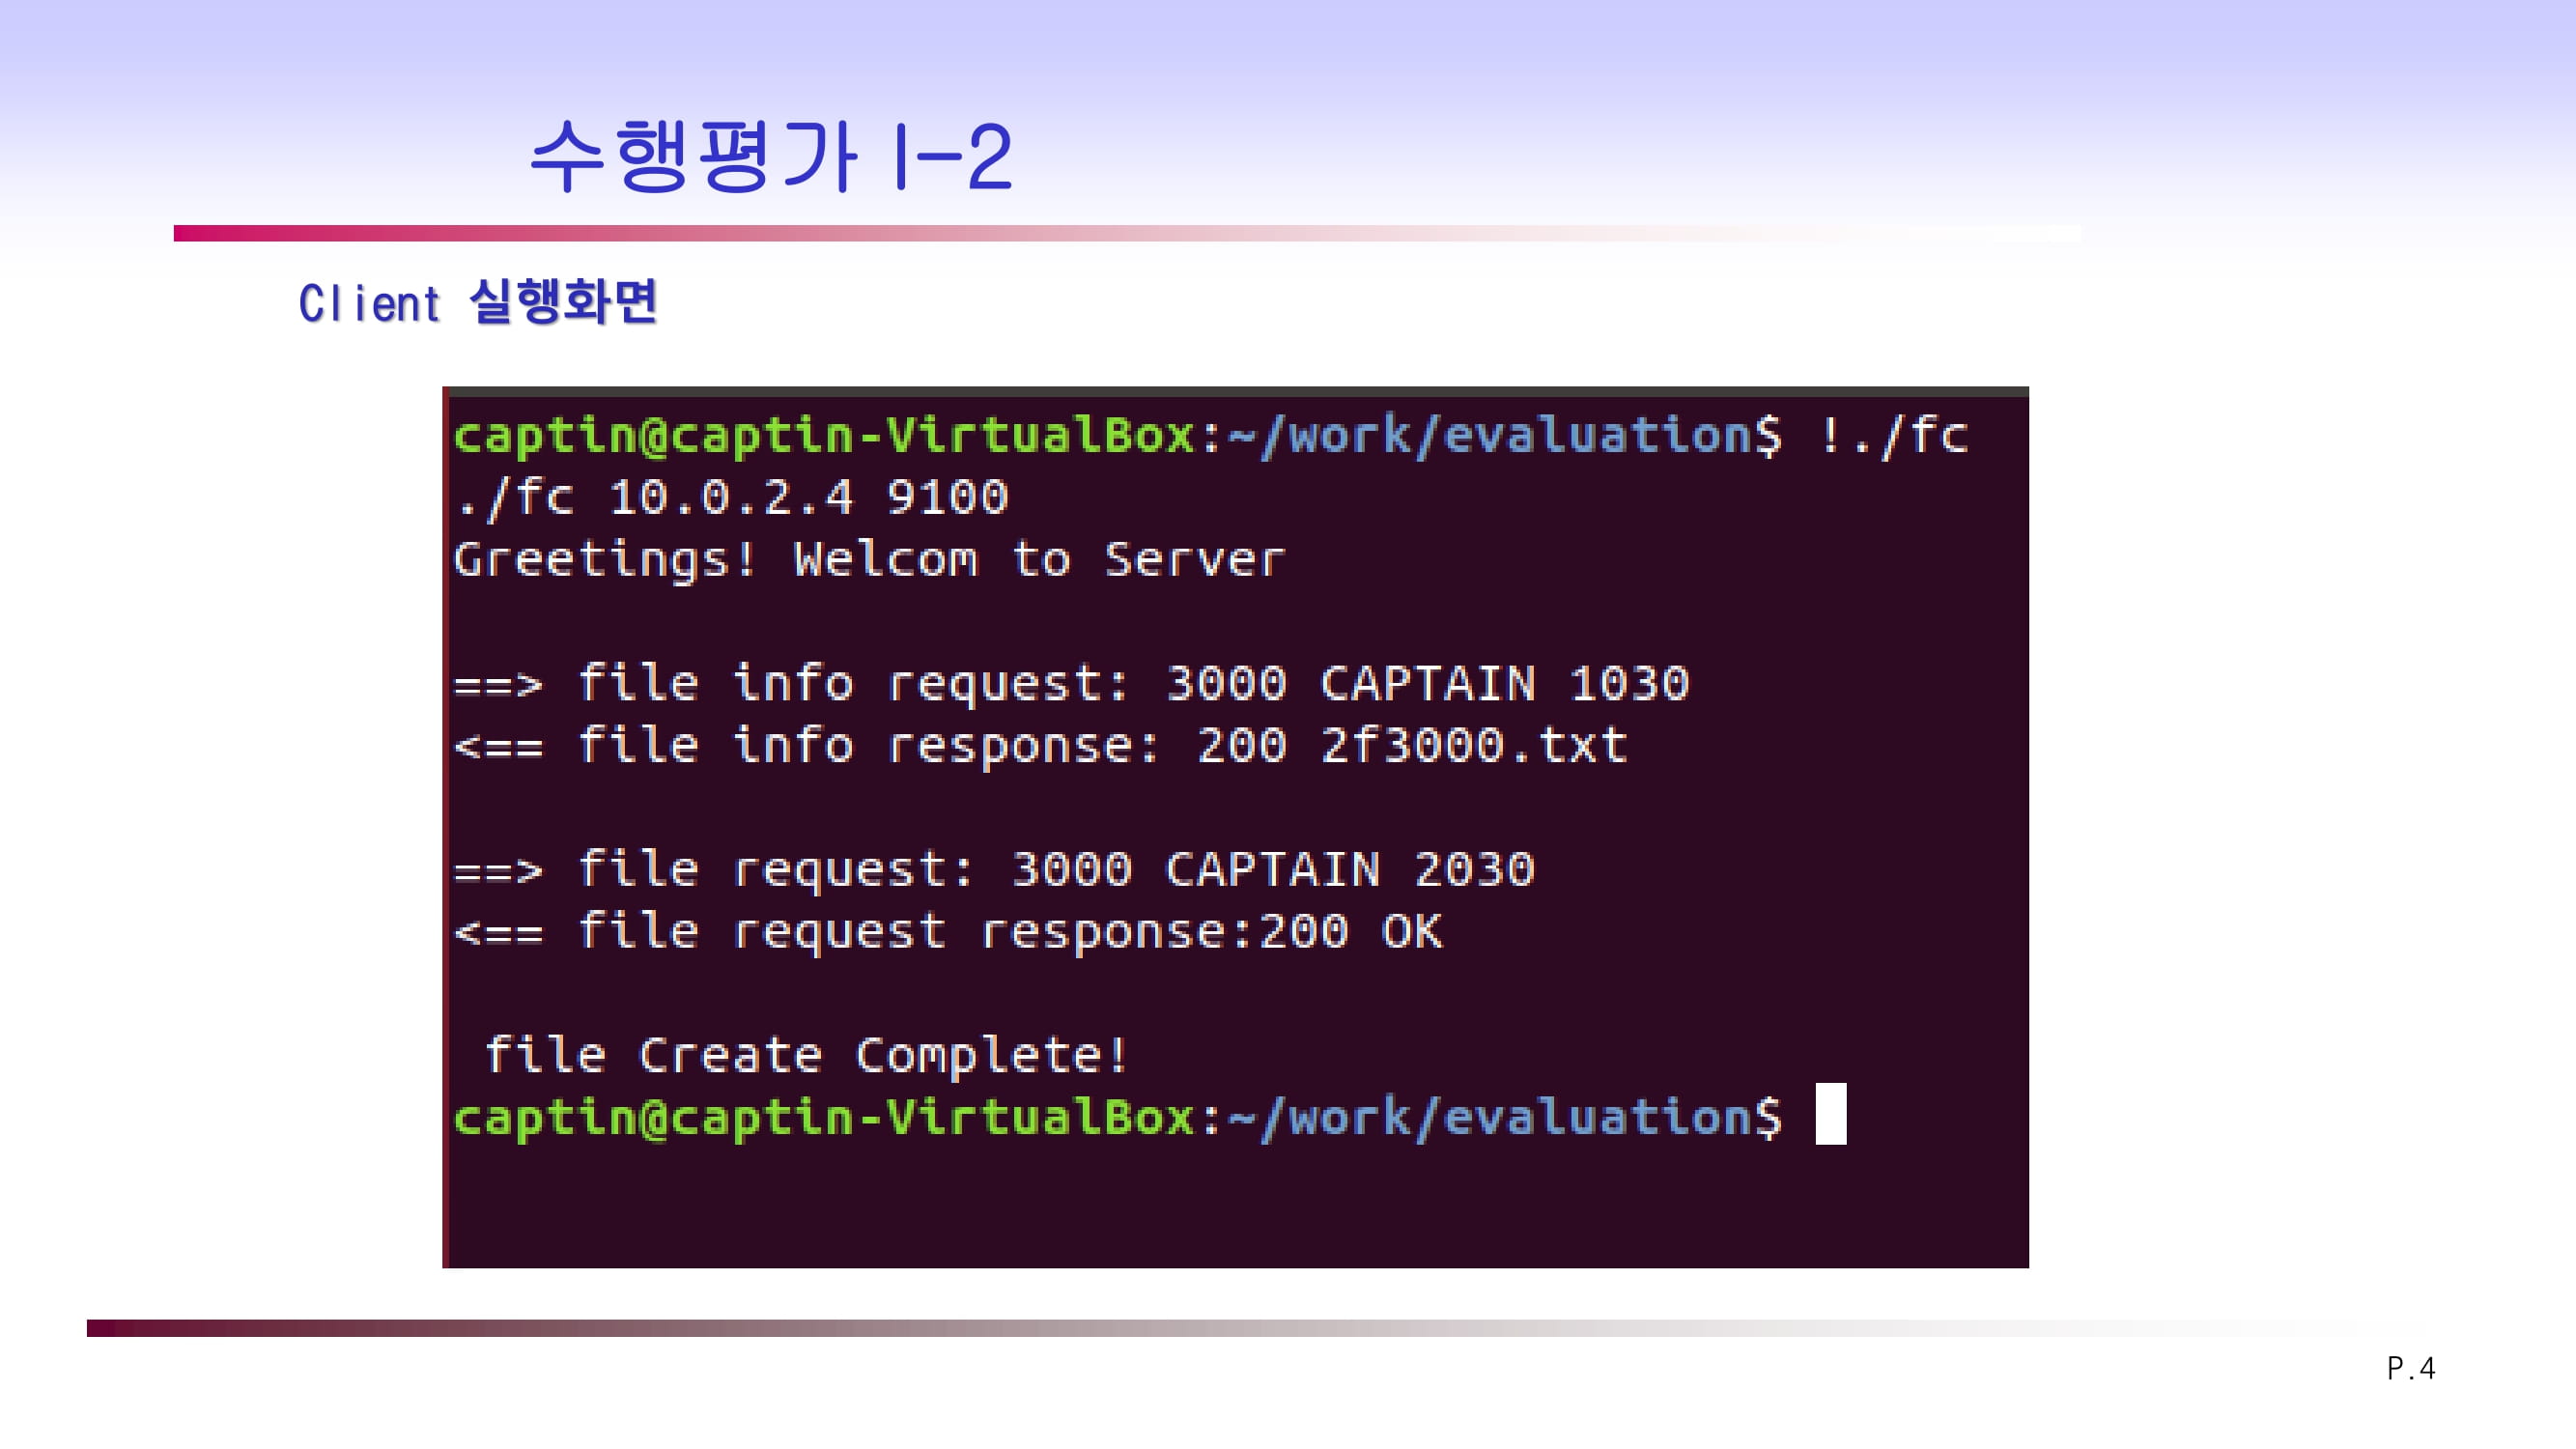 수행평가 I-2
Client 실행화면
captin@captin-VirtualBox:~/work/evaluation$ !./fc
./fc 10.0.2.4 9100
Greetings! Welcom to Server
==> file info request: 3000 CAPTAIN 1030
<== file info response: 200 2f3000.txt
==> file request: 3000 CAPTAIN 2030
<== file request response:200 OK
file Create Complete!
captin@captin-VirtualBox:~/work/evaluation$
P.4